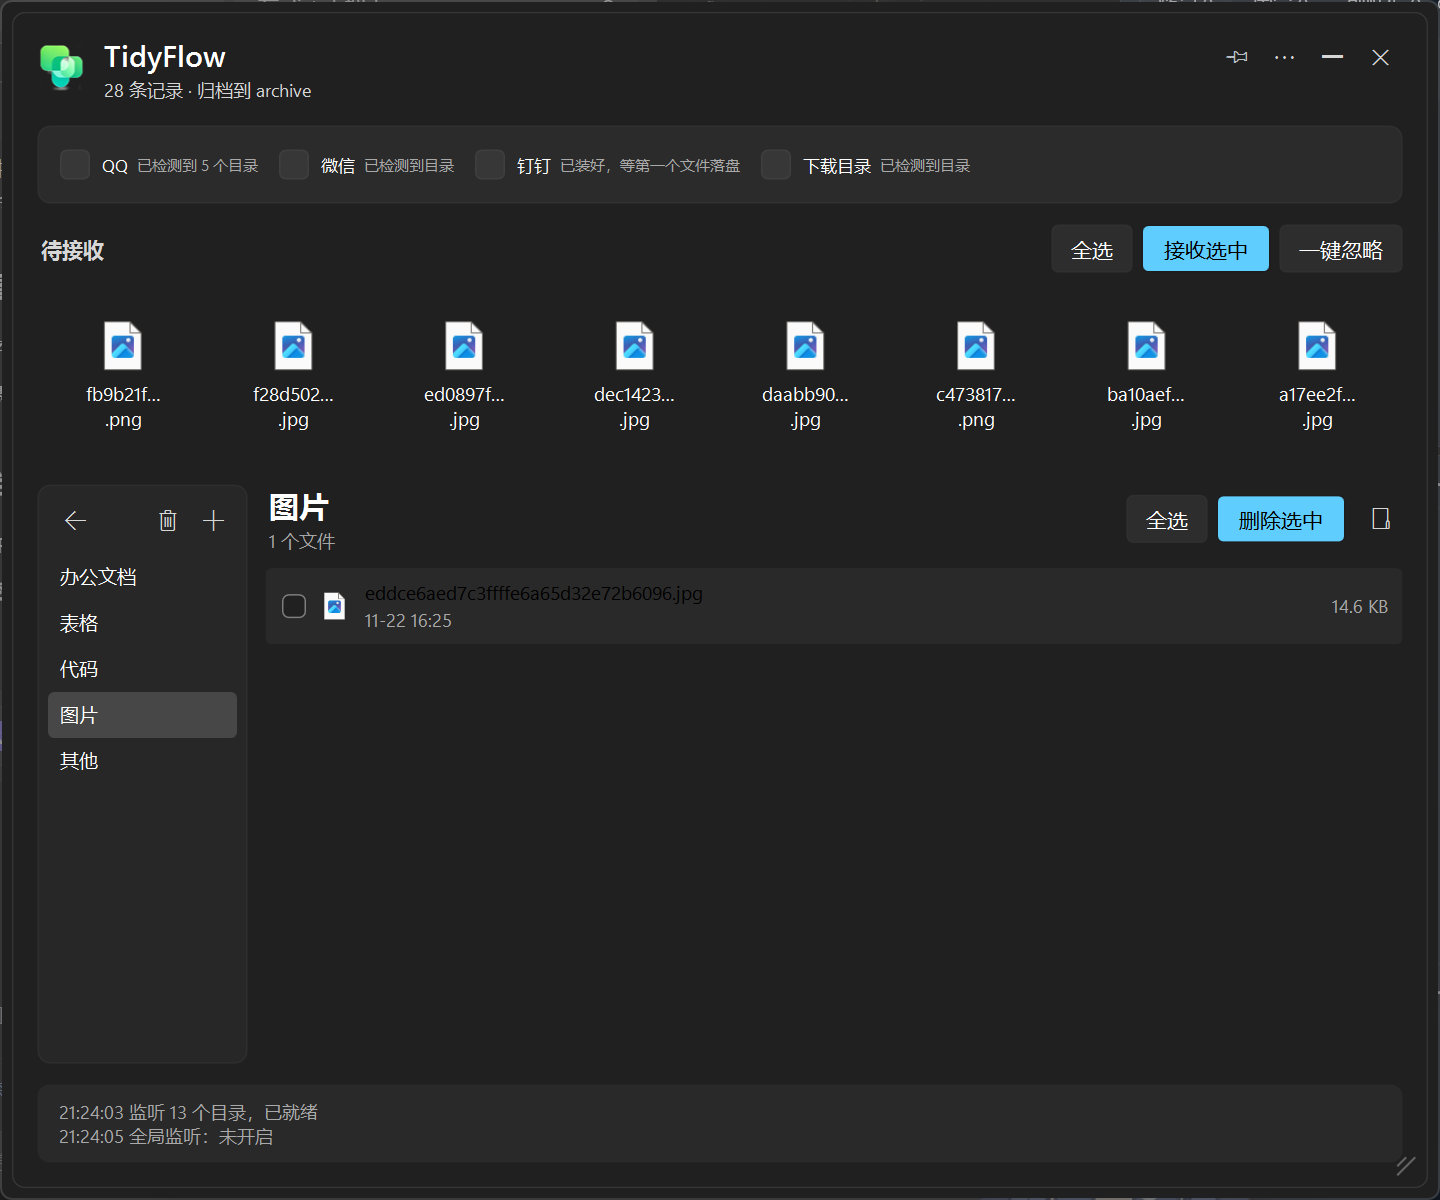 TidyFlow
28 条记录 · 归档到 archive
QQ 已检测到 5 个目录 微信 已检测到目录 钉钉 已装好，等第一个文件落盘 下载目录 已检测到目录
待接收 全选 接收选中 一键忽略
fb9b21f... f28d502... ed0897f... dec1423... daabb90... c473817... ba10aef... a17ee2f...
.png .jpg .jpg .jpg .jpg .png .jpg .jpg
图片 全选 删除选中
1 个文件
办公文档
表格
代码
图片
其他
eddce6aed7c3ffffe6a65d32e72b6096.jpg
11-22 16:25 14.6 KB
21:24:03 监听 13 个目录，已就绪
21:24:05 全局监听：未开启